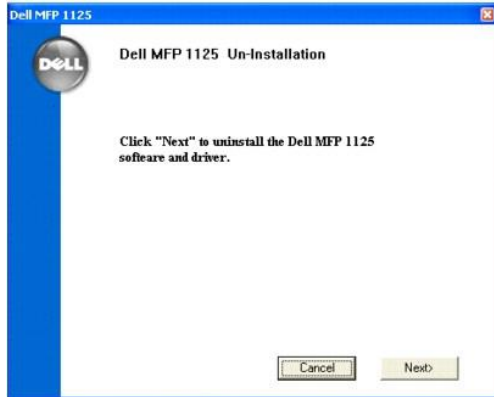 Dell MFP 1125
DELL
Dell MFP 1125 Un-Installation
Click "Next" to uninstall the Dell MFP 1125
softeare and driver.
Cancel
Next>